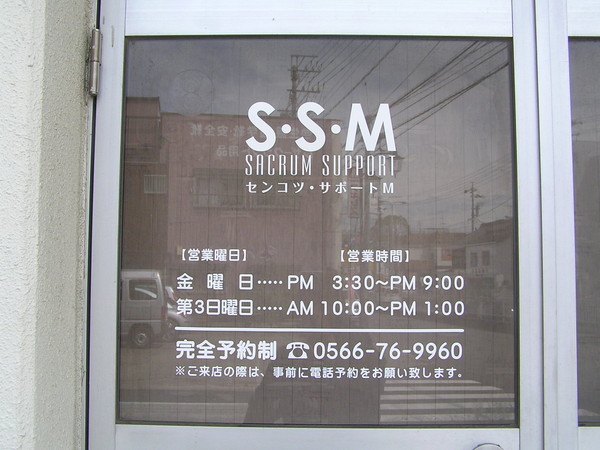 S・S・M
SACRUM SUPPORT
センコツ・サポートM
【営業曜日】 【営業時間】
金 曜 日・・・・・PM 3:30〜PM 9:00
第3日曜日・・・・・AM 10:00〜PM 1:00
完全予約制 ☎0566-76-9960
※ご来店の際は、事前に電話予約をお願い致します。